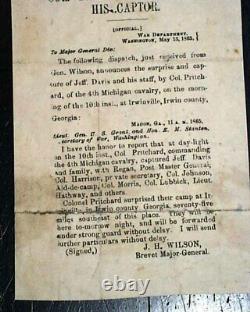 HIS CAPTOR.
[OFFICIAL.]
WAR DEPARTMENT,
WASHINGTON, May 13, 1865.
To Major General Dix:
The following dispatch, just received from
Gen. Wilson, announces the surprise and cap-
ture of Jeff. Davis and his staff, by Col. Pritch-
ard, of the 4th Michigan cavalry, on the morn-
ing of the 10th inst., at Irwinville, Irwin county,
Georgia:
MACON, GA., 11 A. M. 1865.
Lieut. Gen. U. S. Grant and Hon. E. M. Stanton,
Secretary of War, Washington.
I have the honor to report that at day-light
on the 10th inst., Col. Pritchard, commanding
the 4th Michigan cavalry, captured Jeff Davis
and family, with Regan, Post Master General;
Col. Harrison, private secretary, Col. Johnson,
Aid-de-camp, Col. Morris, Col. Lubbick, Lieut.
Hathway, and others.
Colonel Pritchard surprised their camp at Ir-
winville, in Irwin county, Georgia, seventy-five
miles southeast of this place. They will be
here to-morrow night, and will be forwarded
under strong guard without delay. I will send
further particulars without delay.
J. H. WILSON,
(Signed,) Brevet Major-General.